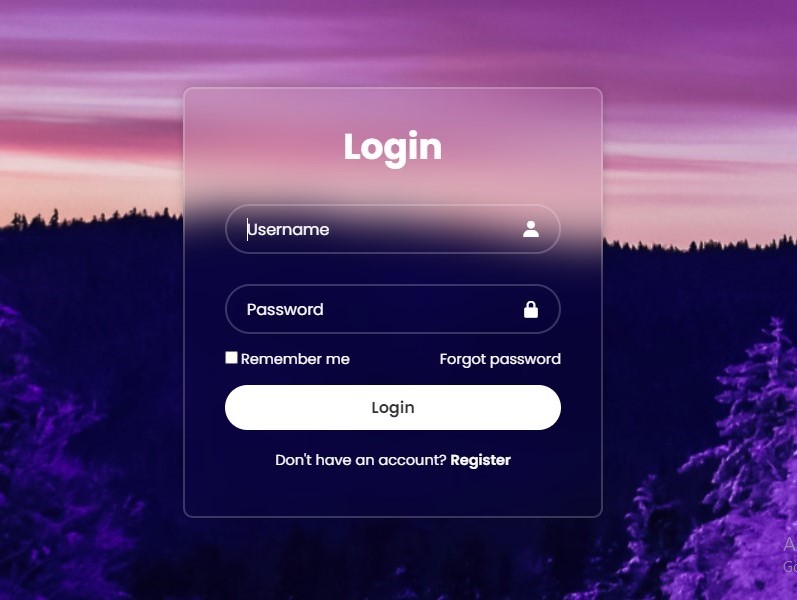 Login
Username
Password
Remember me Forgot password
Login
Don't have an account? Register